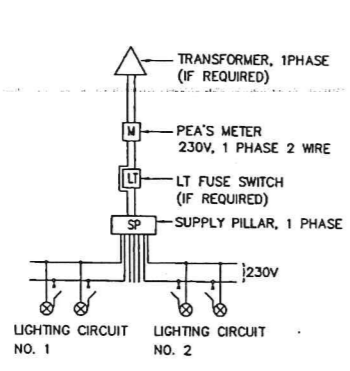 TRANSFORMER, 1PHASE
(IF REQUIRED)
M
PEA'S METER
230V, 1 PHASE 2 WIRE
LT
LT FUSE SWITCH
(IF REQUIRED)
SP
SUPPLY PILLAR, 1 PHASE
230V
LIGHTING CIRCUIT
NO. 1
LIGHTING CIRCUIT
NO. 2